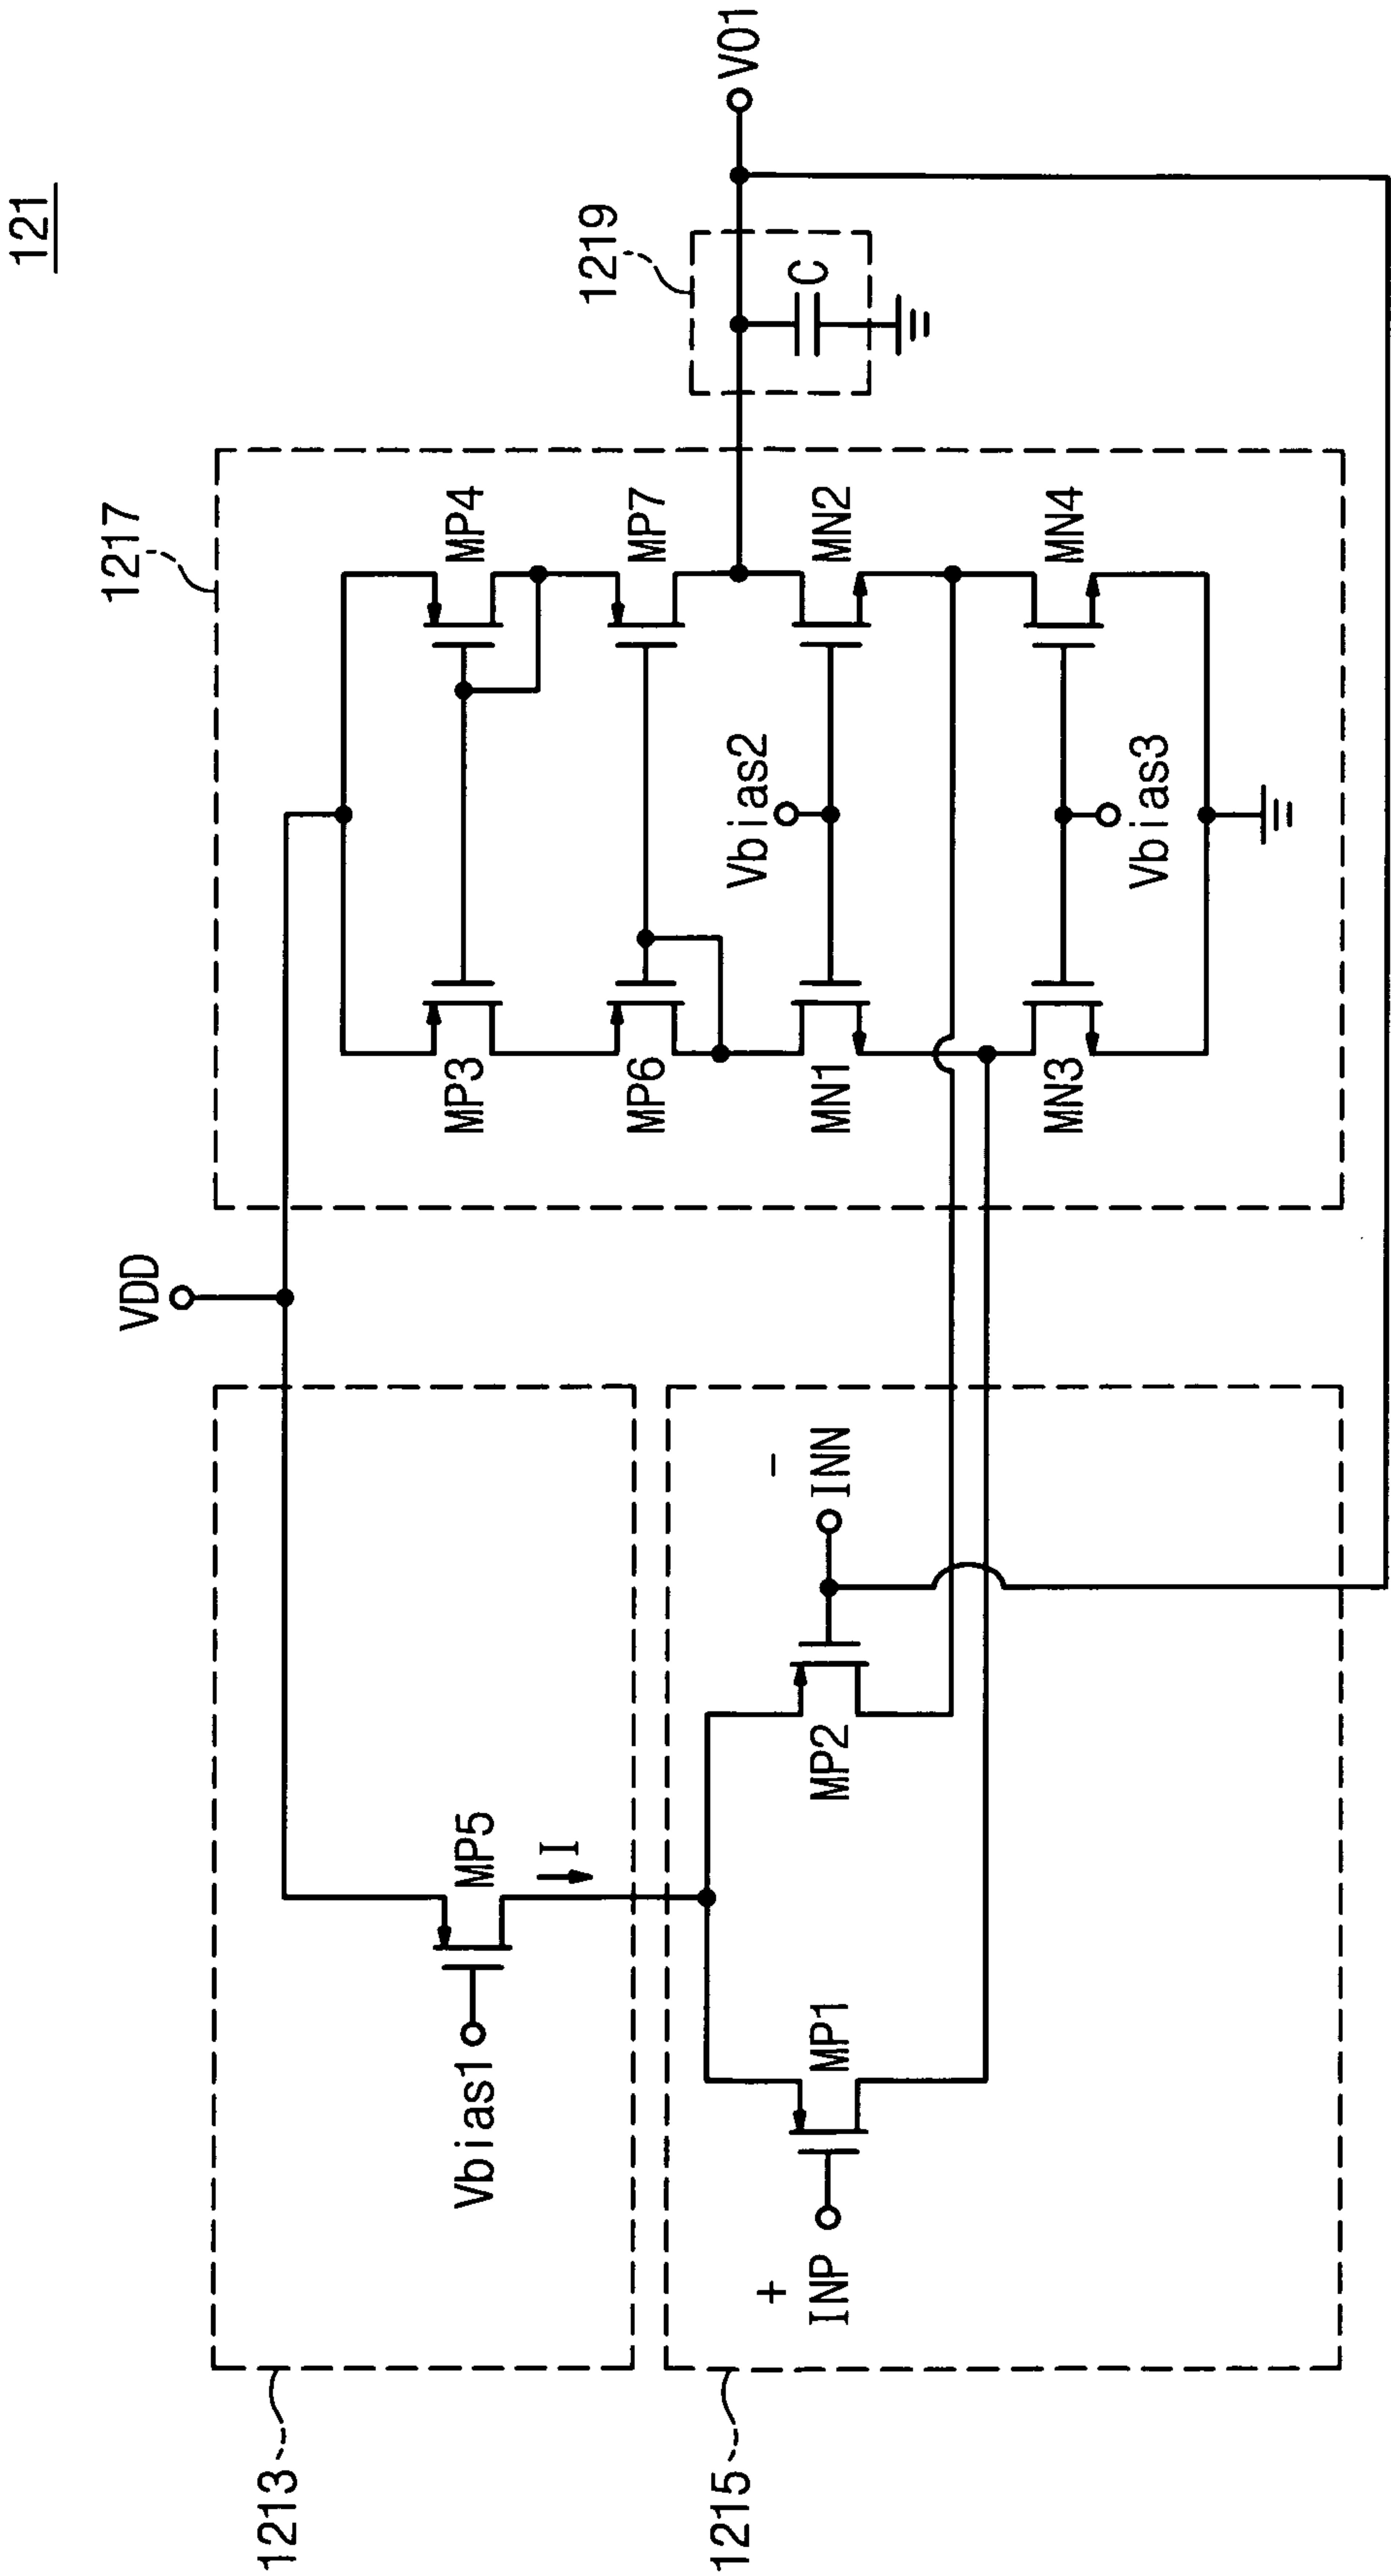 121
1213
1215
1217
1219
VDD
Vbias1
MP5
I
+
INP
MP1
MP2
-
INN
MP3
MP4
MP6
MP7
Vbias2
MN1
MN2
Vbias3
MN3
MN4
C
VO1